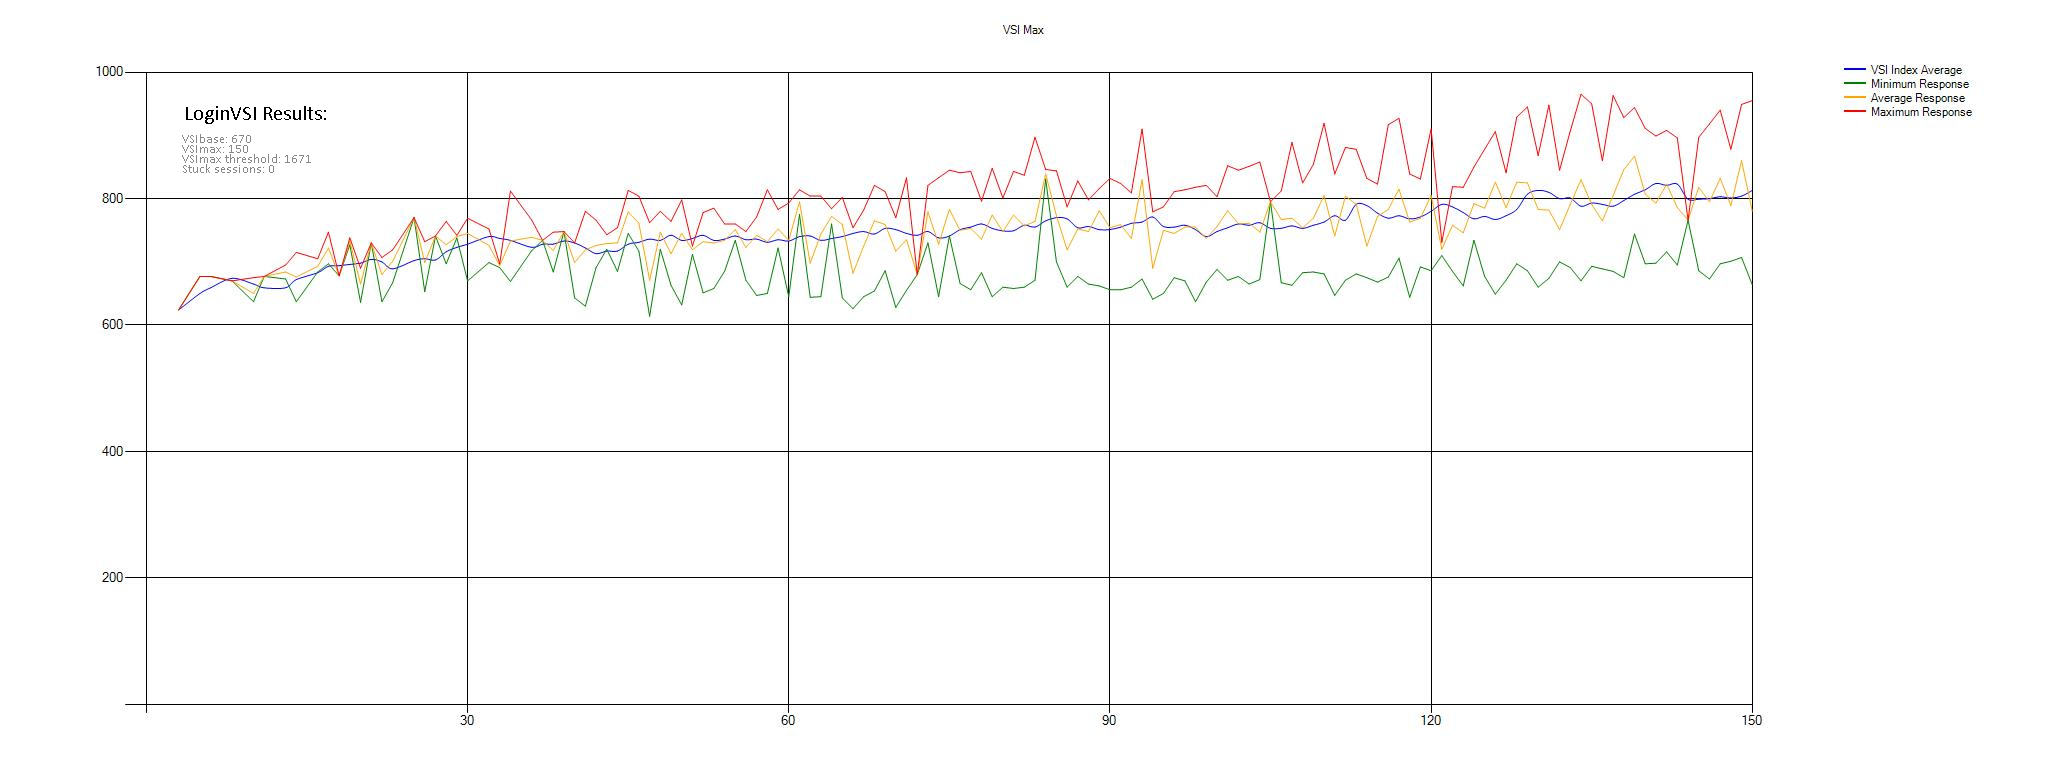 VSI Max
1000
800
600
400
200
30
60
90
120
150
LoginVSI Results:
VSIbase: 670
VSImax: 150
VSImax threshold: 1671
Stuck sessions: 0
VSI Index Average
Minimum Response
Average Response
Maximum Response